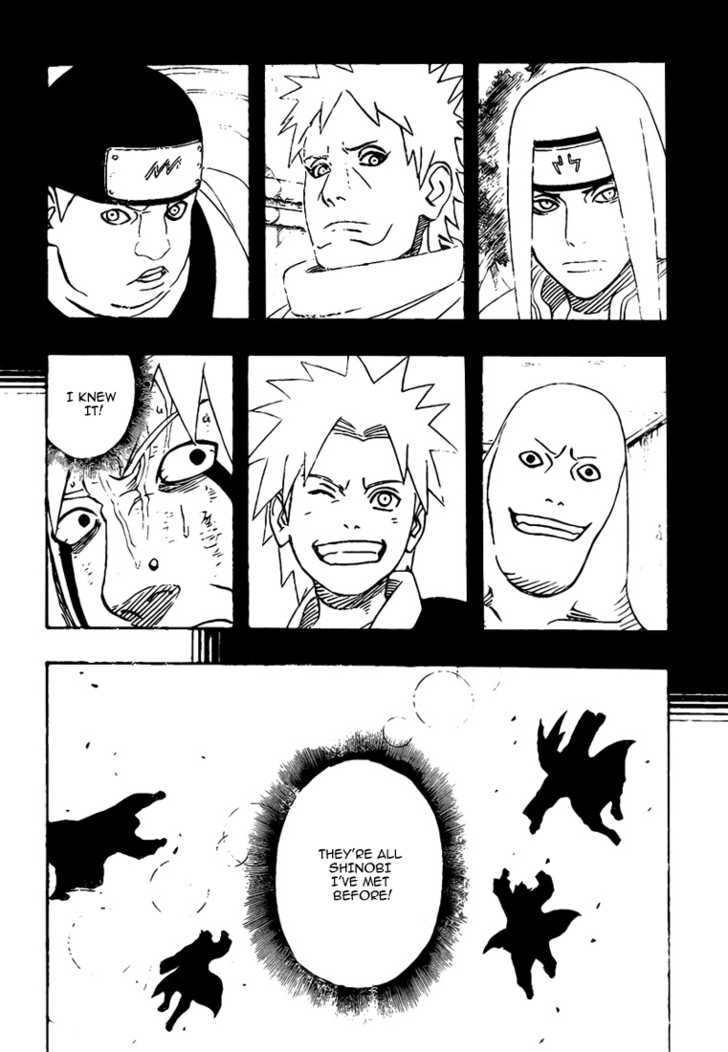 I KNEW
IT!
THEY'RE ALL
SHINOBI
I'VE MET
BEFORE!